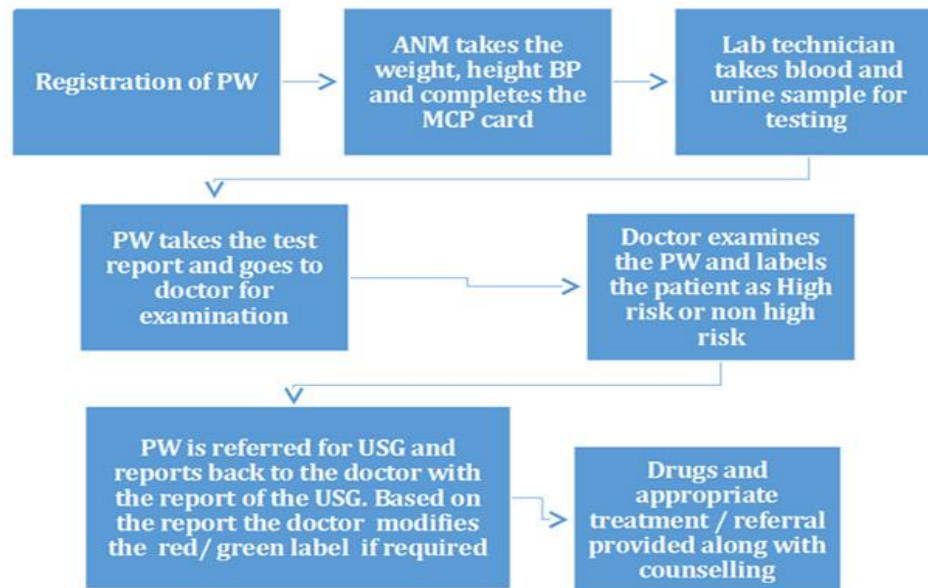 Registration of PW
ANM takes the
weight, height BP
and completes the
MCP card
Lab technician
takes blood and
urine sample for
testing
PW takes the test
report and goes to
doctor for
examination
Doctor examines
the PW and labels
the patient as High
risk or non high
risk
PW is referred for USG and
reports back to the doctor with
the report of the USG. Based on
the report the doctor modifies
the red/ green label if required
Drugs and
appropriate
treatment / referral
provided along with
counselling